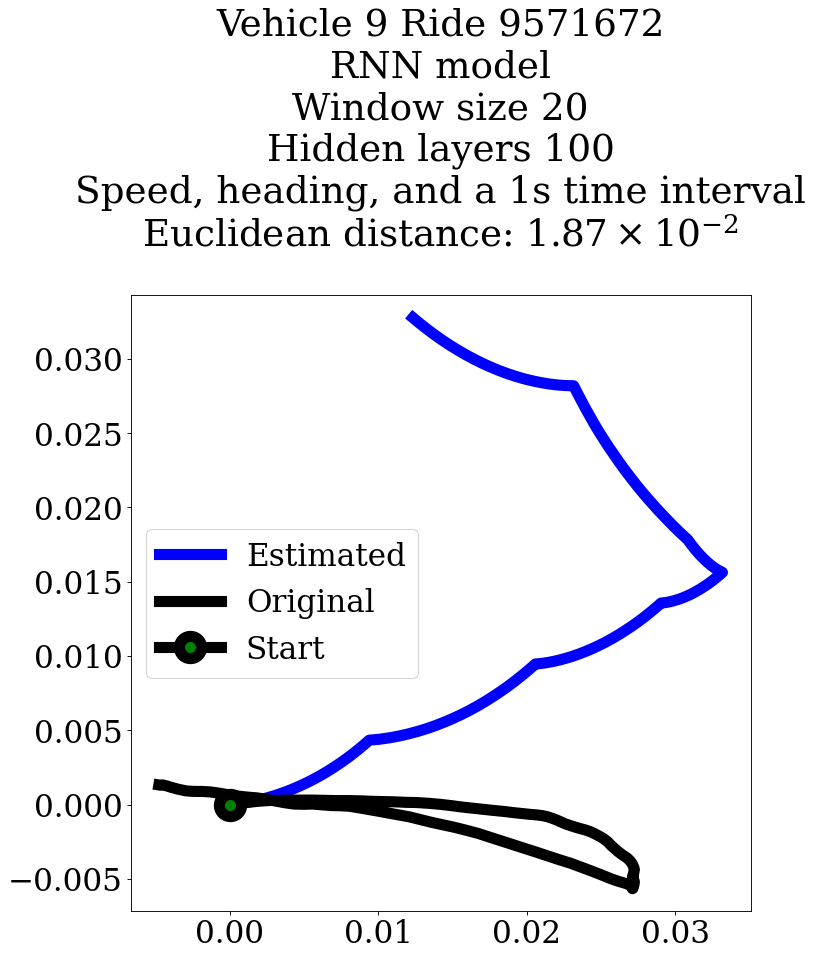 Vehicle 9 Ride 9571672
RNN model
Window size 20
Hidden layers 100
Speed, heading, and a 1s time interval
Euclidean distance: 1.87 × 10⁻²
0.030
0.025
0.020
0.015
0.010
0.005
0.000
−0.005
Estimated
Original
Start
0.00 0.01 0.02 0.03